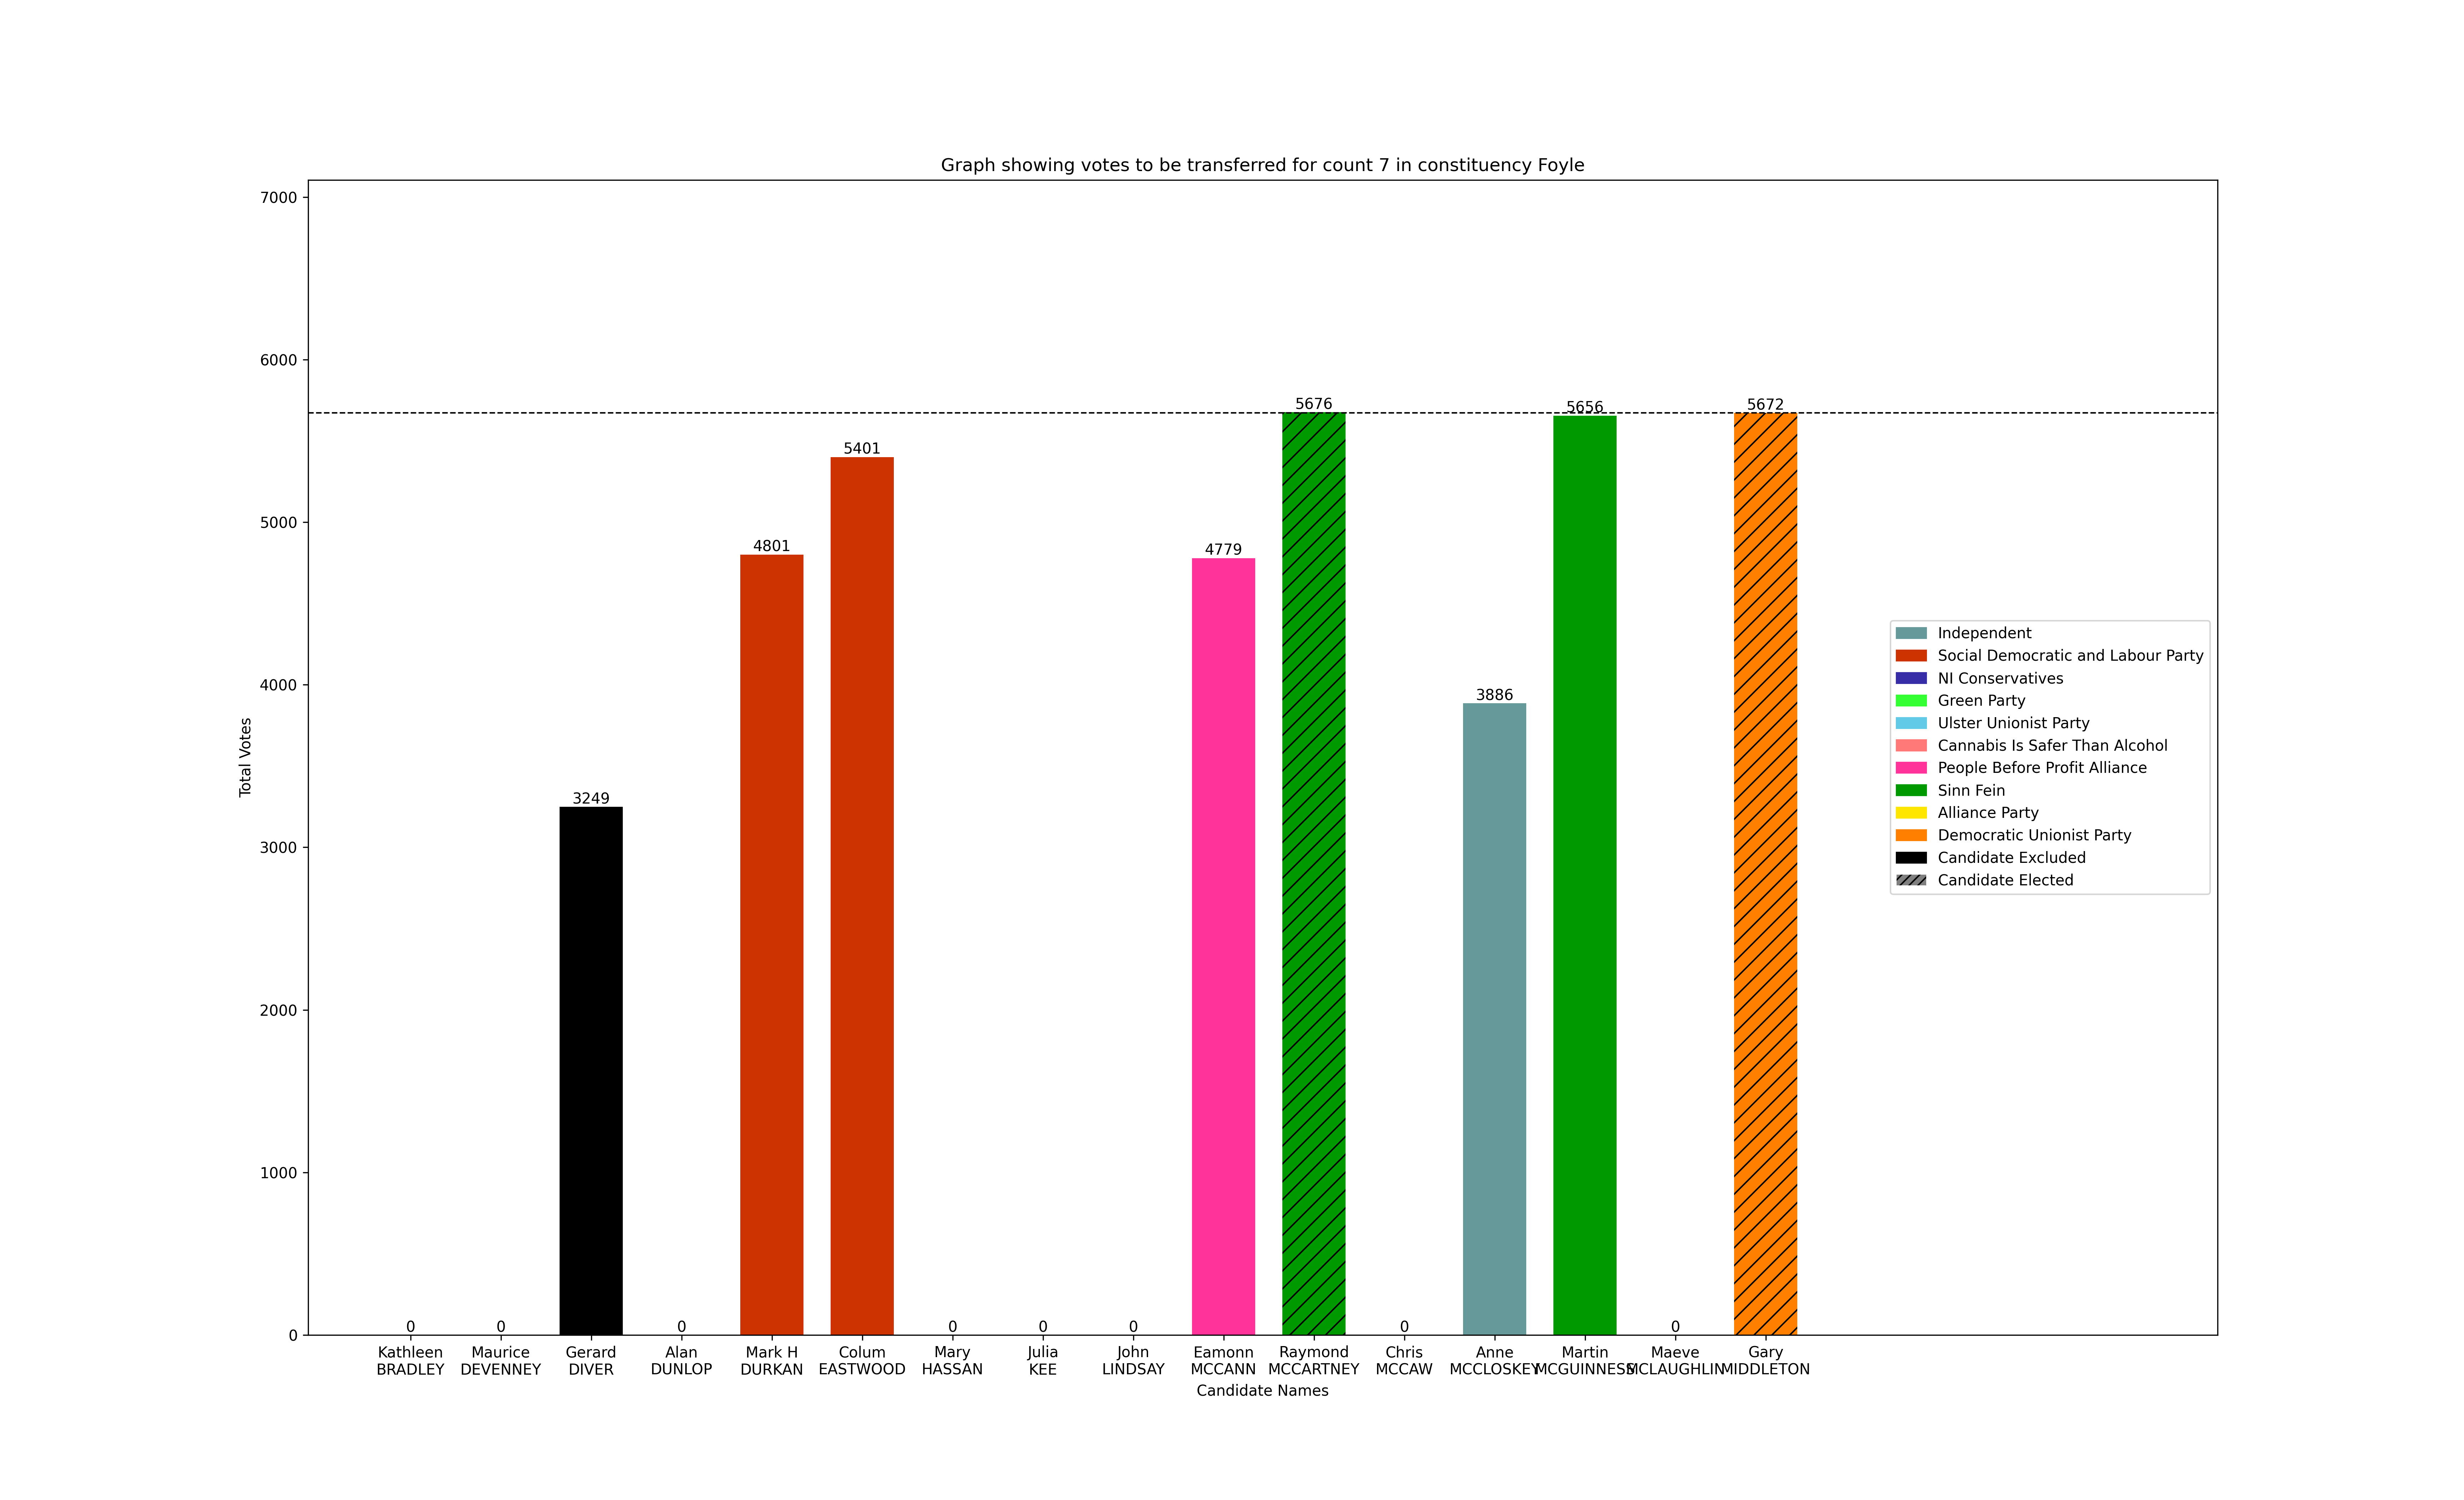 Graph showing votes to be transferred for count 7 in constituency Foyle
7000
6000
5000
4000
3000
2000
1000
0
Total Votes
0
0
3249
0
4801
5401
0
0
0
4779
5676
0
3886
5656
0
5672
Kathleen
BRADLEY
Maurice
DEVENNEY
Gerard
DIVER
Alan
DUNLOP
Mark H
DURKAN
Colum
EASTWOOD
Mary
HASSAN
Julia
KEE
John
LINDSAY
Eamonn
MCCANN
Raymond
MCCARTNEY
Chris
MCCAW
Anne
MCCLOSKEY
Martin
MCGUINNESS
Maeve
MCLAUGHLIN
Gary
MIDDLETON
Candidate Names
Independent
Social Democratic and Labour Party
NI Conservatives
Green Party
Ulster Unionist Party
Cannabis Is Safer Than Alcohol
People Before Profit Alliance
Sinn Fein
Alliance Party
Democratic Unionist Party
Candidate Excluded
Candidate Elected